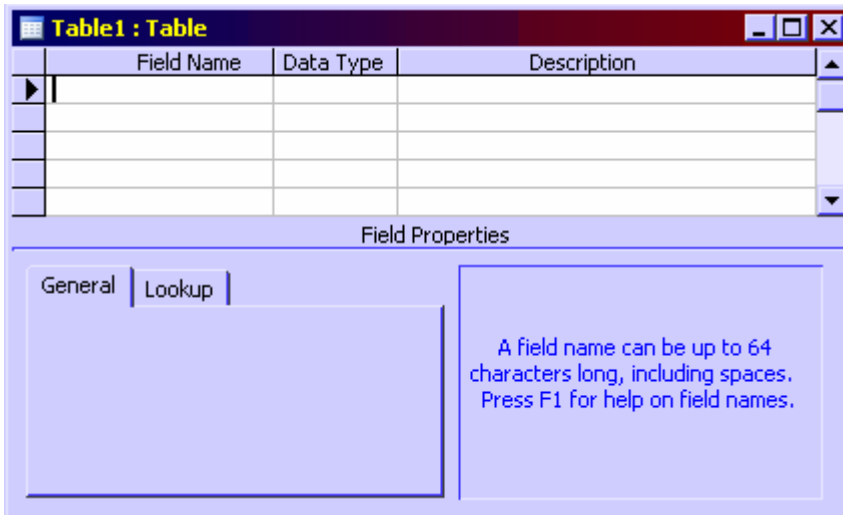 Table1 : Table
Field Name Data Type Description
Field Properties
General Lookup
A field name can be up to 64
characters long, including spaces.
Press F1 for help on field names.